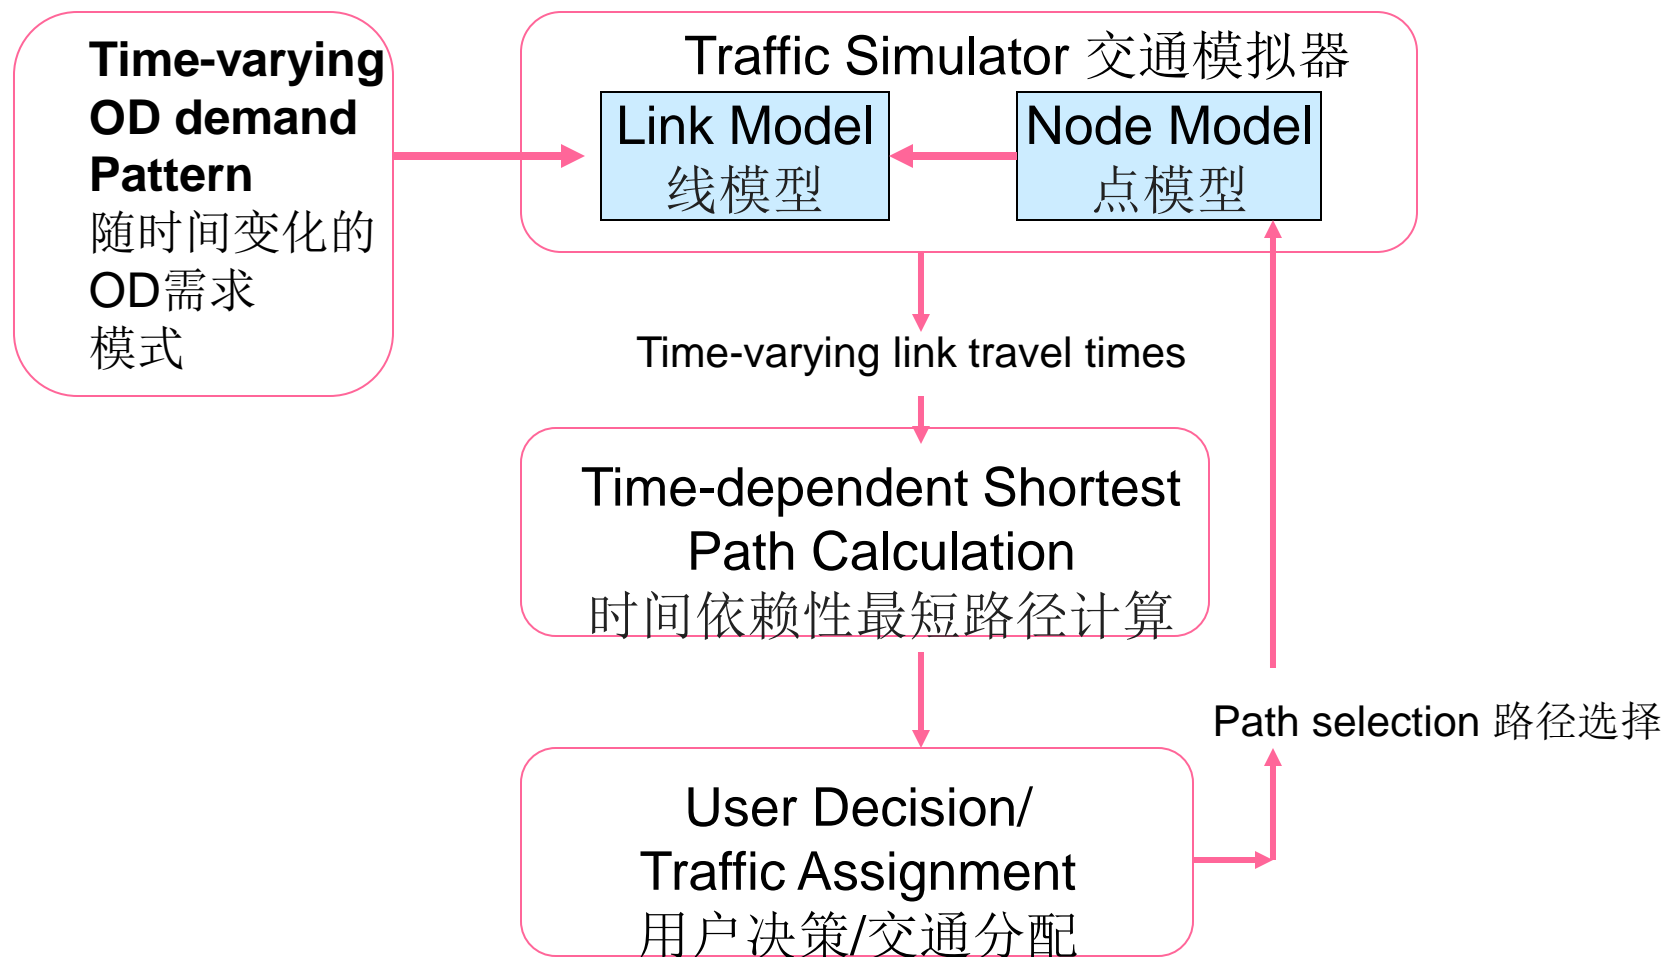 Time-varying
OD demand
Pattern
随时间变化的
OD需求
模式
Traffic Simulator 交通模拟器
Link Model
线模型
Node Model
点模型
Time-varying link travel times
Time-dependent Shortest
Path Calculation
时间依赖性最短路径计算
Path selection 路径选择
User Decision/
Traffic Assignment
用户决策/交通分配